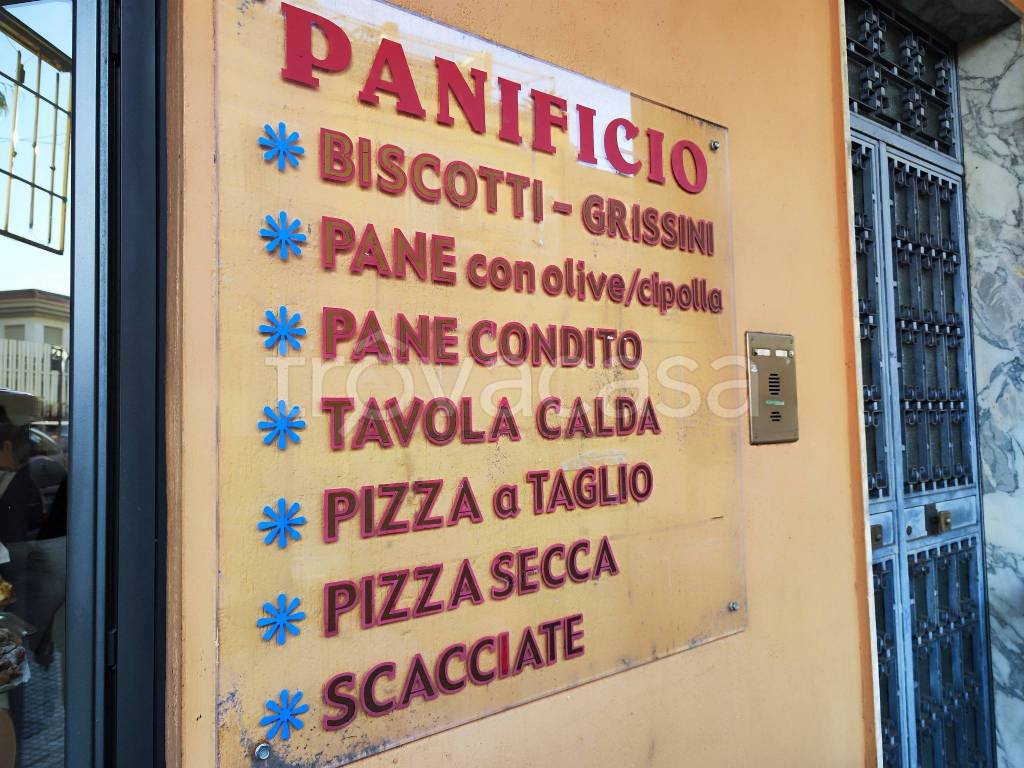 PANIFICIO
* BISCOTTI - GRISSINI
* PANE con olive/cipolla
* PANE CONDITO
* TAVOLA CALDA
* PIZZA a TAGLIO
* PIZZA SECCA
* SCACCIATE
trovacasa